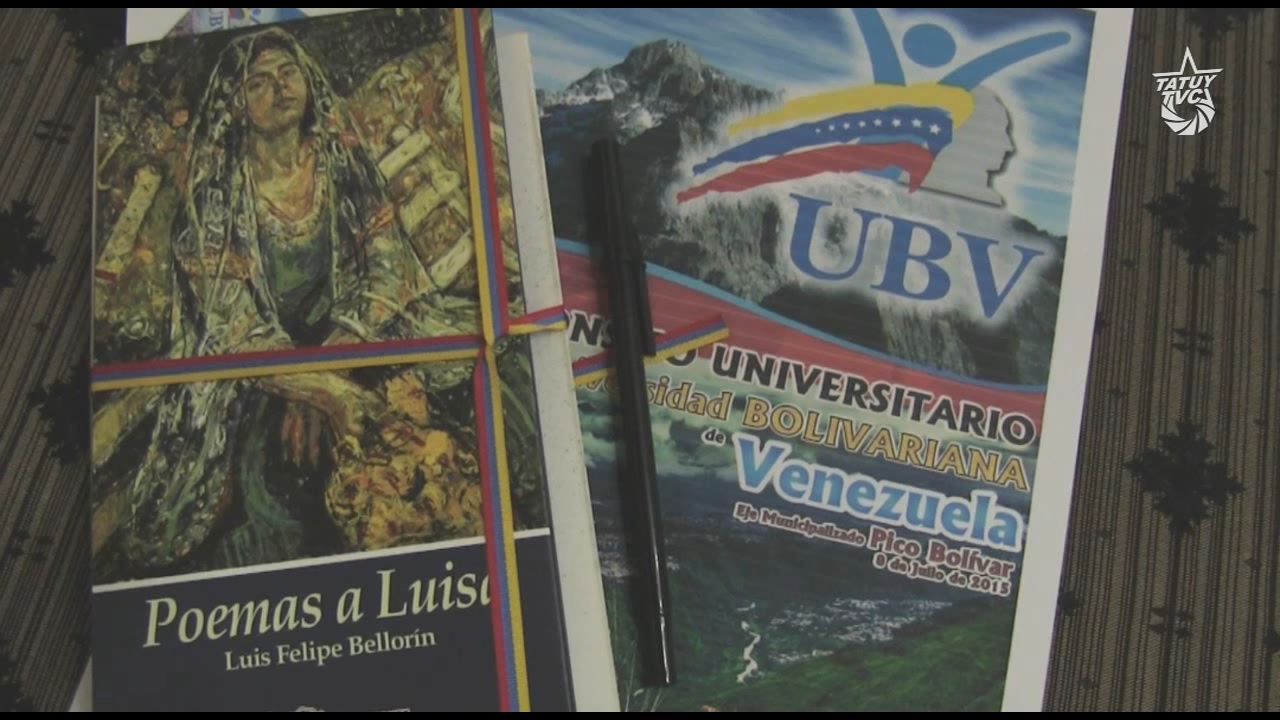 Poemas a Luisa
Luis Felipe Bellorín
UBV
UNIVERSITARIO
BOLIVARIANA
de Venezuela
Eje Municipalizado Pico Bolívar
8 de julio de 2015
TATUY
TVC